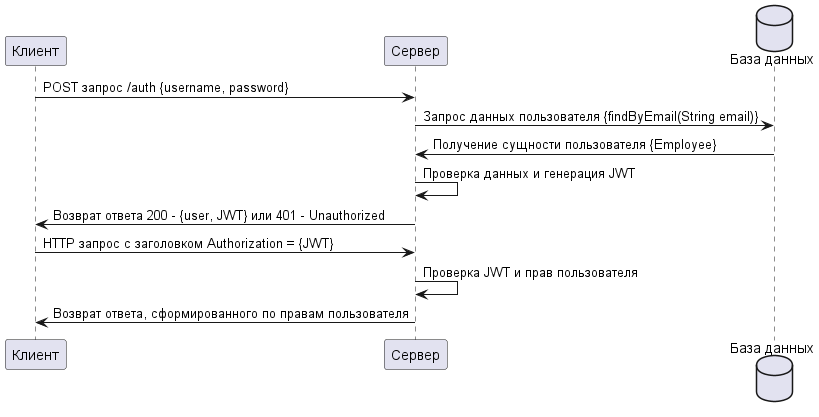 Клиент
Сервер
База данных
POST запрос /auth {username, password}
Запрос данных пользователя {findByEmail(String email)}
Получение сущности пользователя {Employee}
Проверка данных и генерация JWT
Возврат ответа 200 - {user, JWT} или 401 - Unauthorized
HTTP запрос с заголовком Authorization = {JWT}
Проверка JWT и прав пользователя
Возврат ответа, сформированного по правам пользователя
Клиент
Сервер
База данных